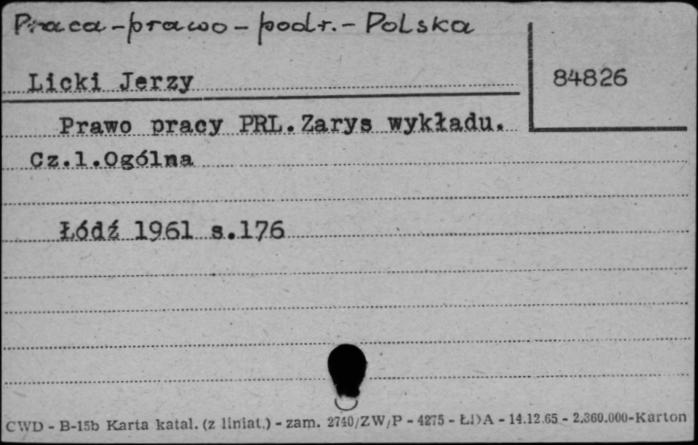 Praca - prawo - podr. - Polska
Licki Jerzy
84826
Prawo pracy PRL. Zarys wykładu.
Cz.1.Ogólna
Łódź 1961 s.176
CWD - B-15b Karta katal. (z liniat.) - zam. 2740/ZW/P - 4275 - ŁDA - 14.12.65 - 2.360.000-Karton